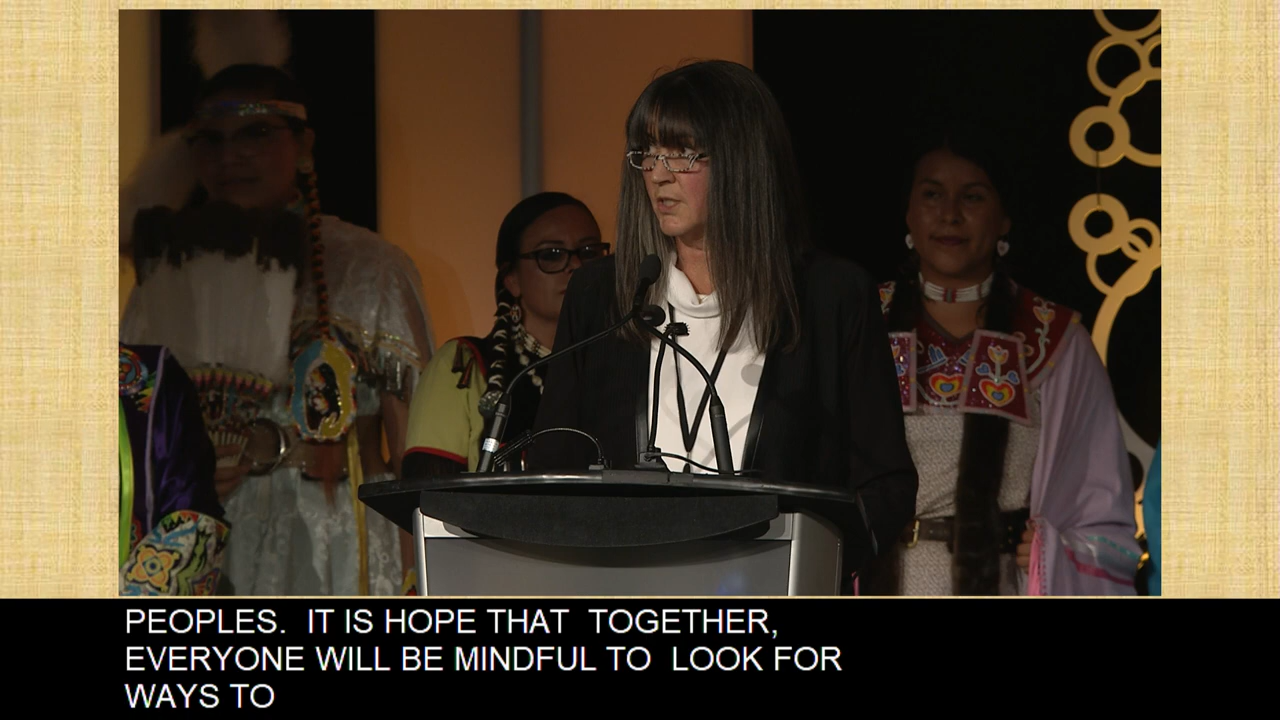 PEOPLES.  IT IS HOPE THAT  TOGETHER,
EVERYONE WILL BE MINDFUL TO  LOOK FOR
WAYS TO